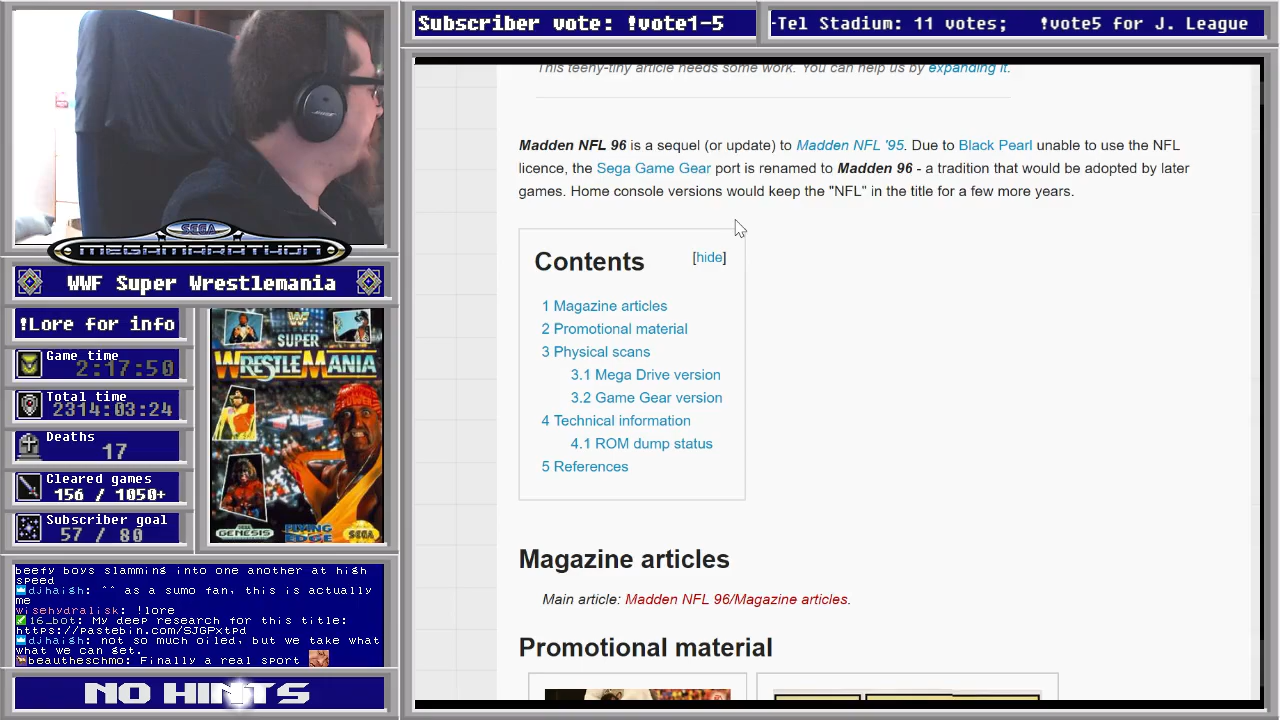 Subscriber vote: !vote1-5
-Tel Stadium: 11 votes;    !vote5 for J. League
BOSE
SEGA
MEGAMARATHON
WWF Super Wrestlemania
!Lore for info
Game time
2:17:50
Total time
2314:03:24
Deaths
17
Cleared games
156 / 1050+
Subscriber goal
57 / 80
SUPER
WRESTLEMANIA
SEGA
GENESIS
FLYING
EDGE
SEGA
beefy boys slamming into one another at high
speed
djhaigh: ^^ as a sumo fan, this is actually
me
wisehydralisk: !lore
16_bot: My deep research for this title:
https://pastebin.com/SJGPxtpd
djhaigh: not so much oiled, but we take what
what we can get.
beautheschmo: Finally a real sport
NO HINTS
This teeny-tiny article needs some work. You can help us by expanding it.
Madden NFL 96 is a sequel (or update) to Madden NFL '95. Due to Black Pearl unable to use the NFL
licence, the Sega Game Gear port is renamed to Madden 96 - a tradition that would be adopted by later
games. Home console versions would keep the "NFL" in the title for a few more years.
Contents [hide]
1 Magazine articles
2 Promotional material
3 Physical scans
3.1 Mega Drive version
3.2 Game Gear version
4 Technical information
4.1 ROM dump status
5 References
Magazine articles
Main article: Madden NFL 96/Magazine articles.
Promotional material